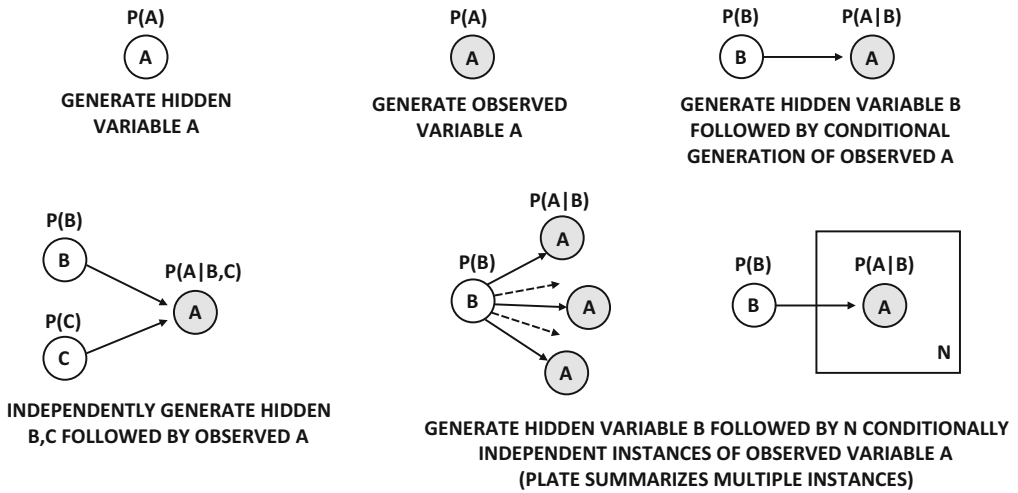 P(A)
A
GENERATE HIDDEN
VARIABLE A
P(A)
A
GENERATE OBSERVED
VARIABLE A
P(B)
P(A|B)
B
A
GENERATE HIDDEN VARIABLE B
FOLLOWED BY CONDITIONAL
GENERATION OF OBSERVED A
P(B)
B
P(A|B,C)
A
P(C)
C
INDEPENDENTLY GENERATE HIDDEN
B,C FOLLOWED BY OBSERVED A
P(A|B)
A
P(B)
B
A
A
P(B)
P(A|B)
B
A
N
GENERATE HIDDEN VARIABLE B FOLLOWED BY N CONDITIONALLY
INDEPENDENT INSTANCES OF OBSERVED VARIABLE A
(PLATE SUMMARIZES MULTIPLE INSTANCES)